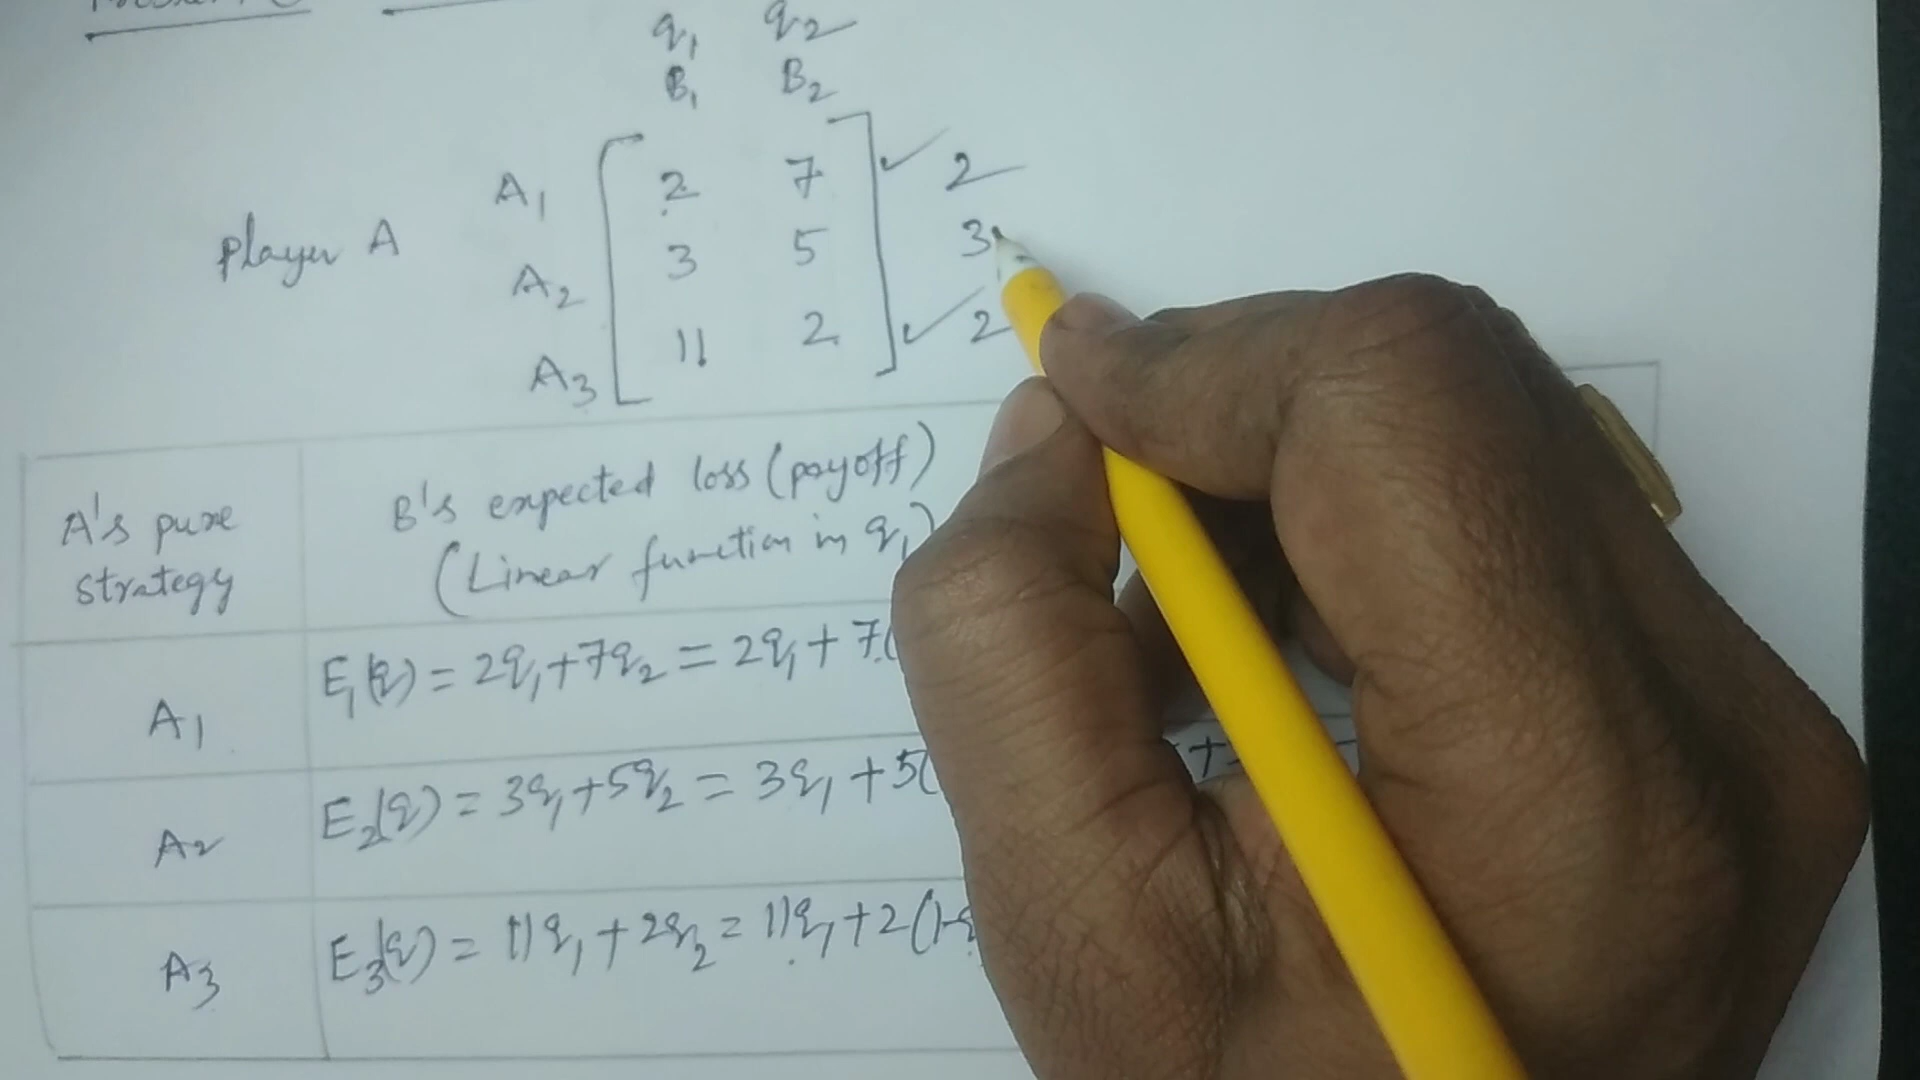 q1 q2
B1 B2
A1 2 7 ✓ 2
Player A A2 3 5 3
A3 11 2 ✓ 2
A's pure strategy
B's expected loss (payoff)
(Linear function in q1)
A1 E1(q) = 2q1+7q2 = 2q1 + 7(
A2 E2(q) = 3q1+5q2 = 3q1 + 5(
A3 E3(q) = 11q1 + 2q2 = 11q1 + 2(1-q